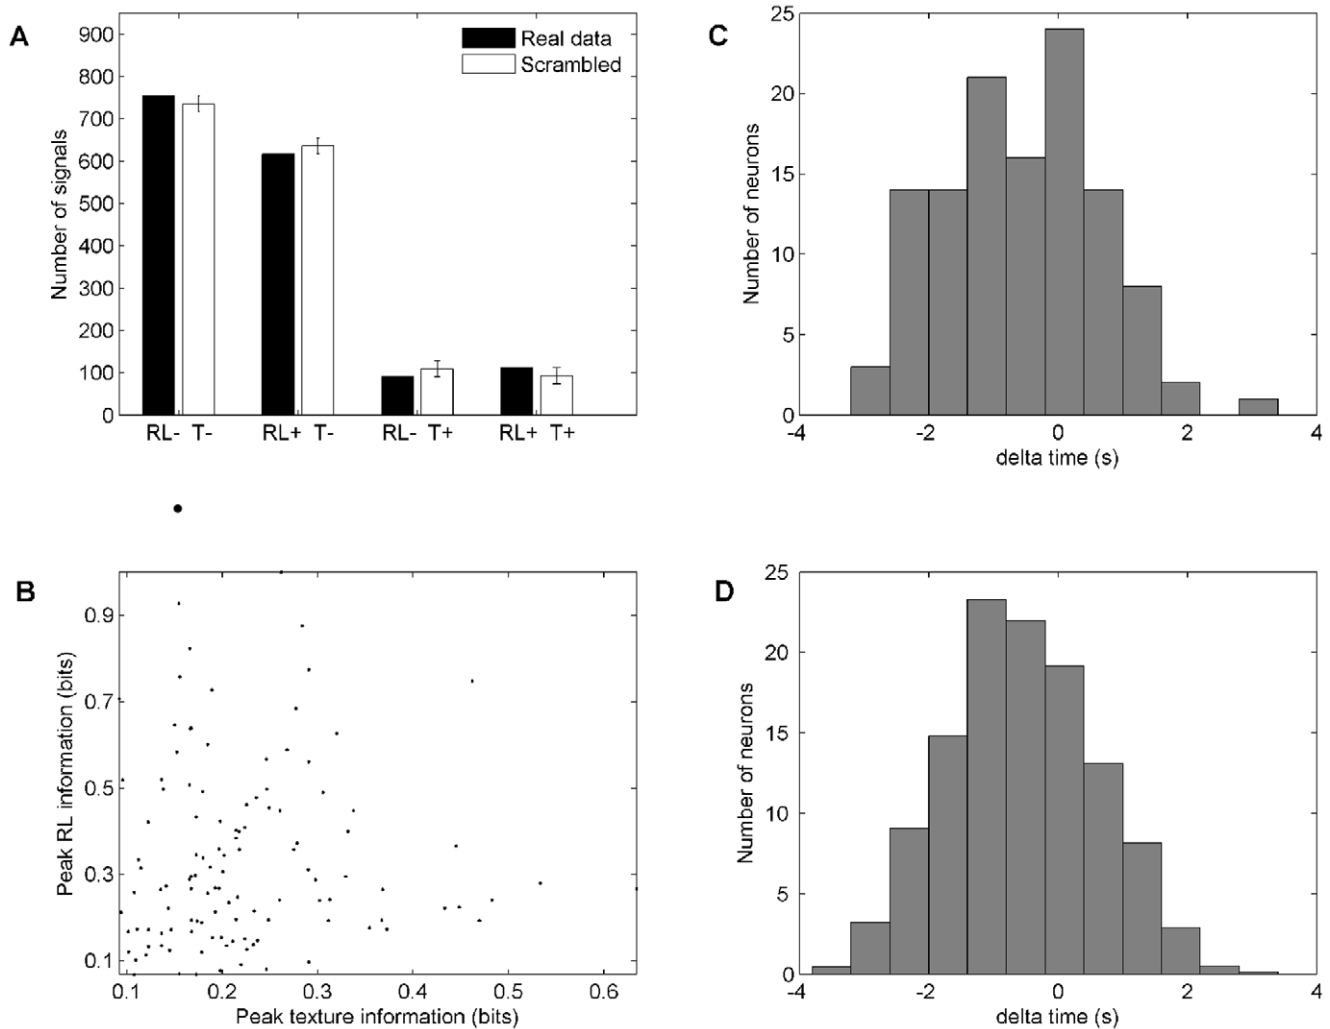 A
900
800
700
600
500
400
300
200
100
0
Number of signals
Real data
Scrambled
RL- T- RL+ T- RL- T+ RL+ T+
C
25
20
15
10
5
0
Number of neurons
-4 -2 0 2 4
delta time (s)
B
0.9
0.7
0.5
0.3
0.1
Peak RL information (bits)
0.1 0.2 0.3 0.4 0.5 0.6
Peak texture information (bits)
D
25
20
15
10
5
0
Number of neurons
-4 -2 0 2 4
delta time (s)